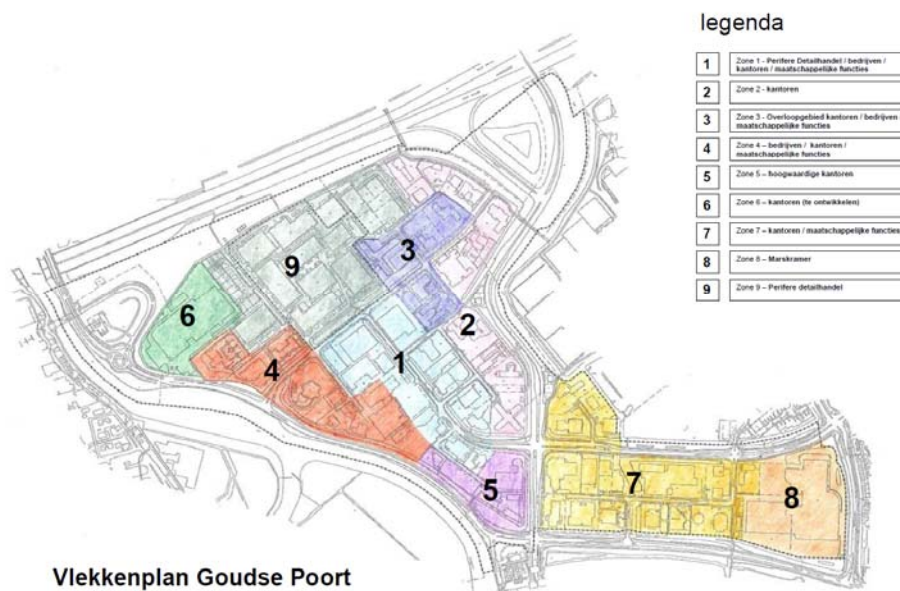 legenda
1 Zone 1 - Perifere Detailhandel / bedrijven /
kantoren / maatschappelijke functies
2 Zone 2 - kantoren
3 Zone 3 - Overloopgebied kantoren / bedrijven /
maatschappelijke functies
4 Zone 4 – bedrijven / kantoren /
maatschappelijke functies
5 Zone 5 – hoogwaardige kantoren
6 Zone 6 – kantoren (te ontwikkelen)
7 Zone 7 – kantoren / maatschappelijke functies
8 Zone 8 – Marskramer
9 Zone 9 – Perifere detailhandel
3
9
6
2
1
4
7
5
8
Vlekkenplan Goudse Poort